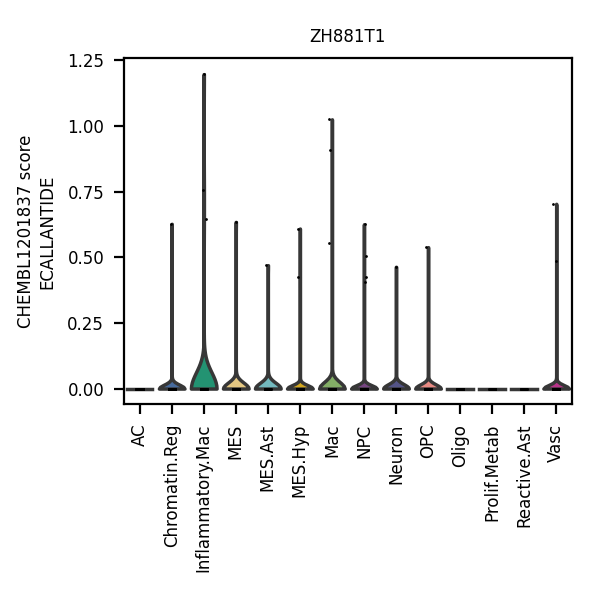 ZH881T1
CHEMBL1201837 score
ECALLANTIDE
1.25
1.00
0.75
0.50
0.25
0.00
AC
Chromatin.Reg
Inflammatory.Mac
MES
MES.Ast
MES.Hyp
Mac
NPC
Neuron
OPC
Oligo
Prolif.Metab
Reactive.Ast
Vasc